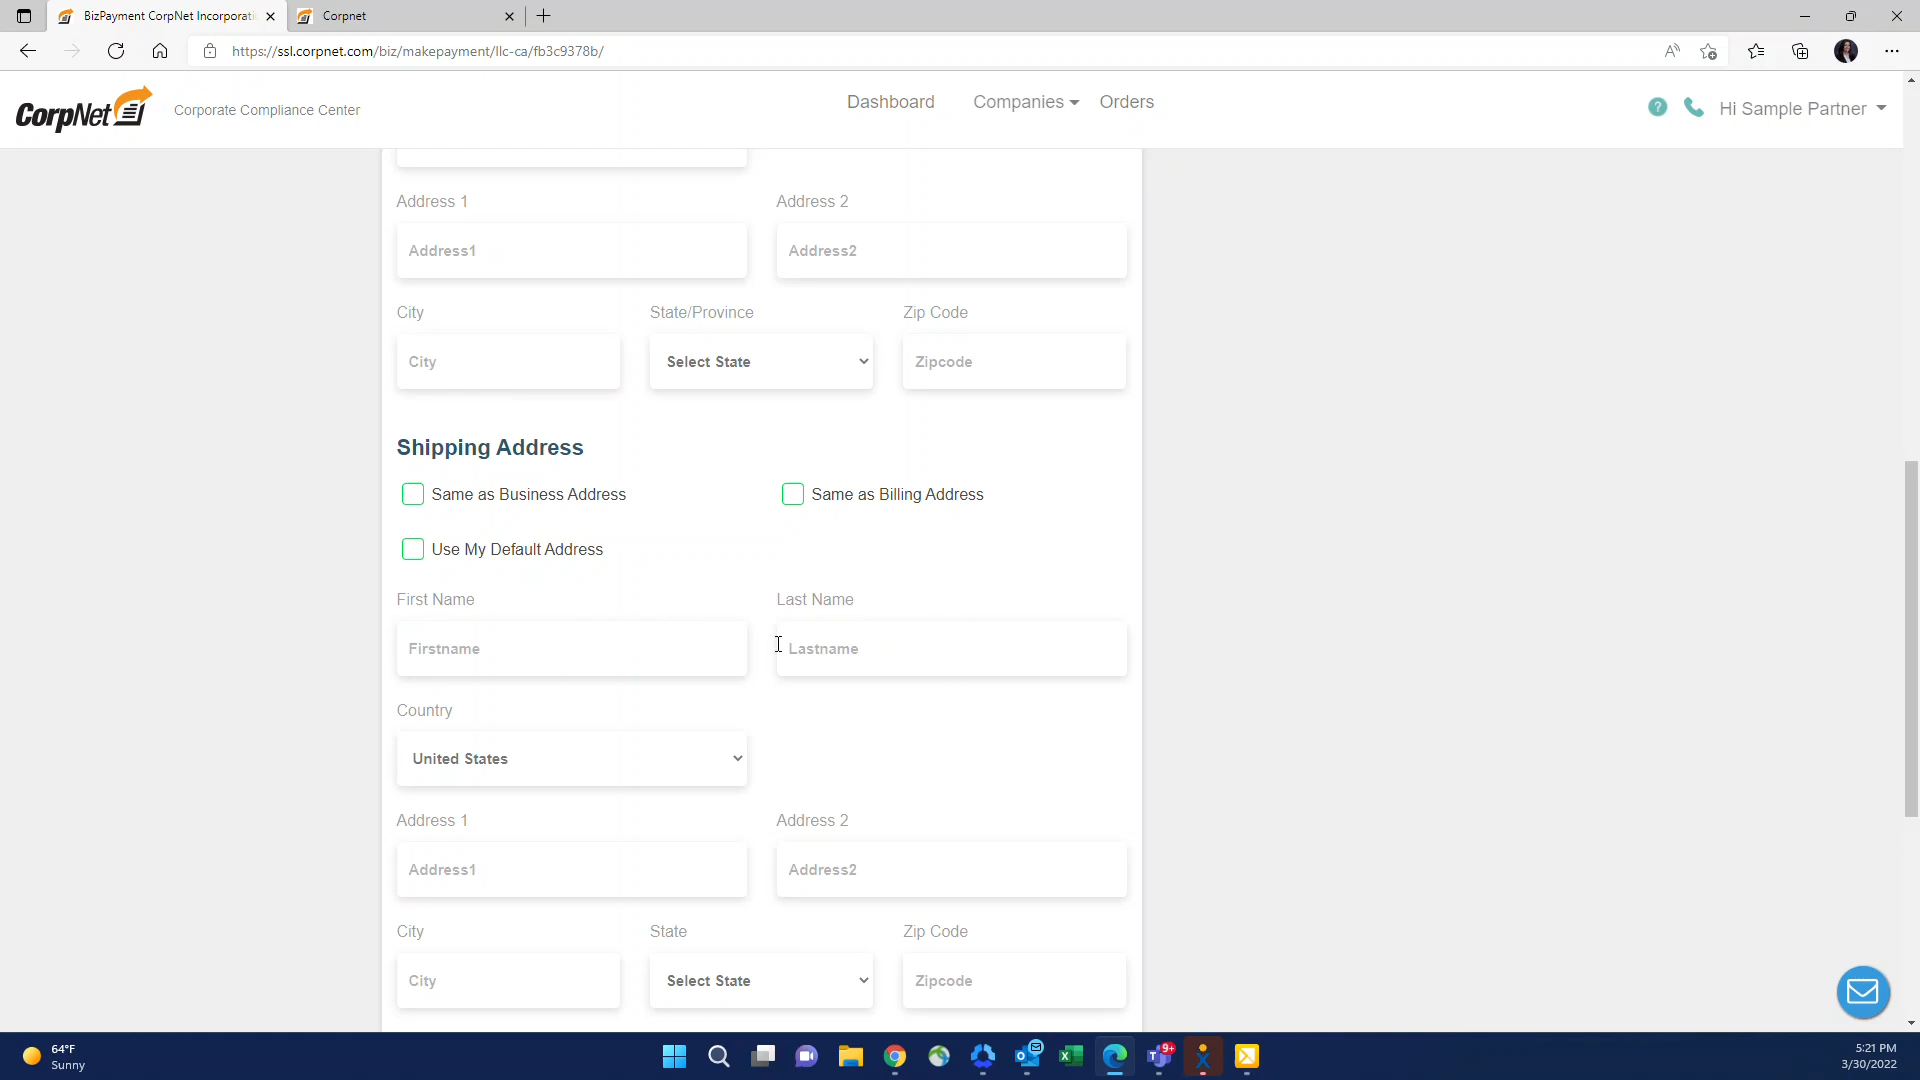 BizPayment CorpNet Incorporati
Corpnet
https://ssl.corpnet.com/biz/makepayment/llc-ca/fb3c9378b/
CorpNet
Corporate Compliance Center
Dashboard
Companies
Orders
?
Hi Sample Partner
Address 1
Address 2
Address1
Address2
City
State/Province
Zip Code
City
Select State
Zipcode
Shipping Address
Same as Business Address
Same as Billing Address
Use My Default Address
First Name
Last Name
Firstname
Lastname
Country
United States
Address 1
Address 2
Address1
Address2
City
State
Zip Code
City
Select State
Zipcode
64°F
Sunny
9+
5:21 PM
3/30/2022